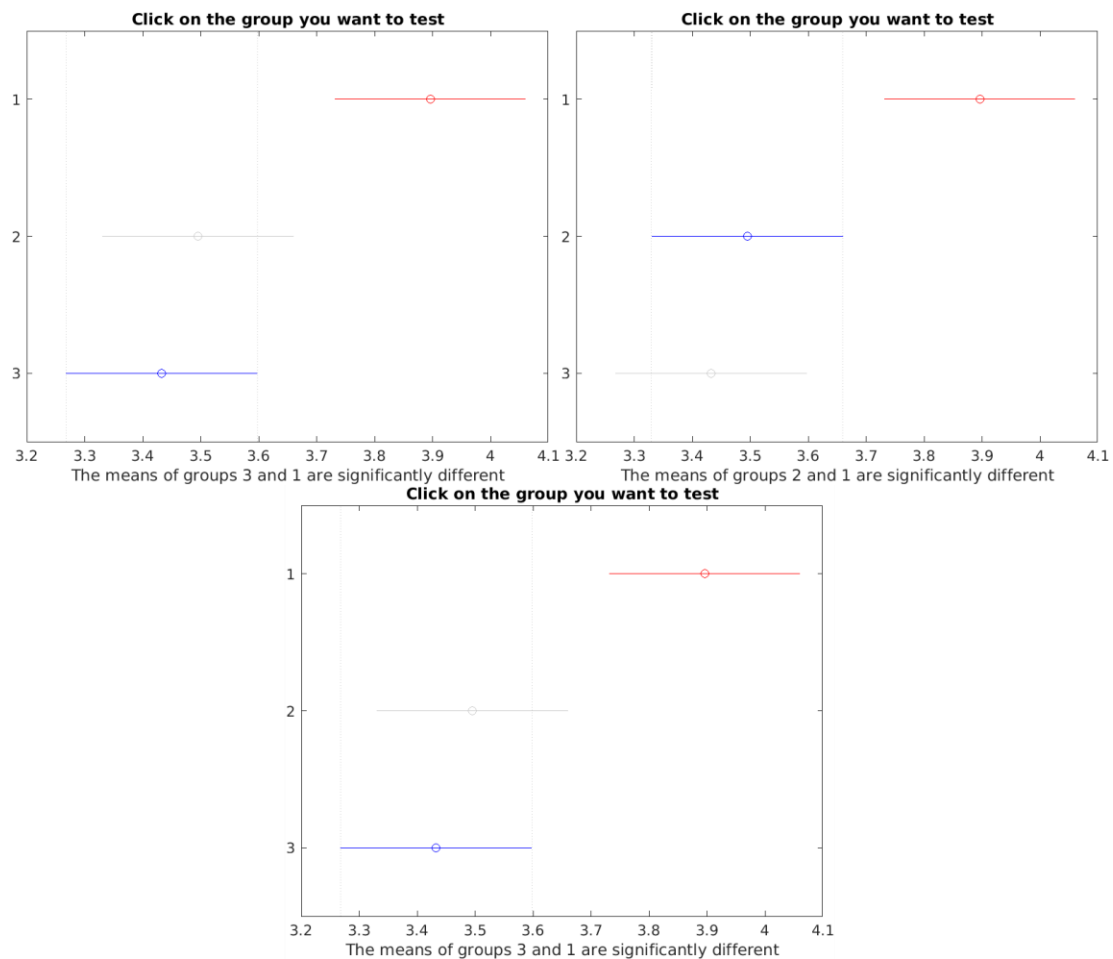 Click on the group you want to test
1
2
3
3.2 3.3 3.4 3.5 3.6 3.7 3.8 3.9 4 4.1
The means of groups 3 and 1 are significantly different
Click on the group you want to test
1
2
3
3.2 3.3 3.4 3.5 3.6 3.7 3.8 3.9 4 4.1
The means of groups 2 and 1 are significantly different
Click on the group you want to test
1
2
3
3.2 3.3 3.4 3.5 3.6 3.7 3.8 3.9 4 4.1
The means of groups 3 and 1 are significantly different